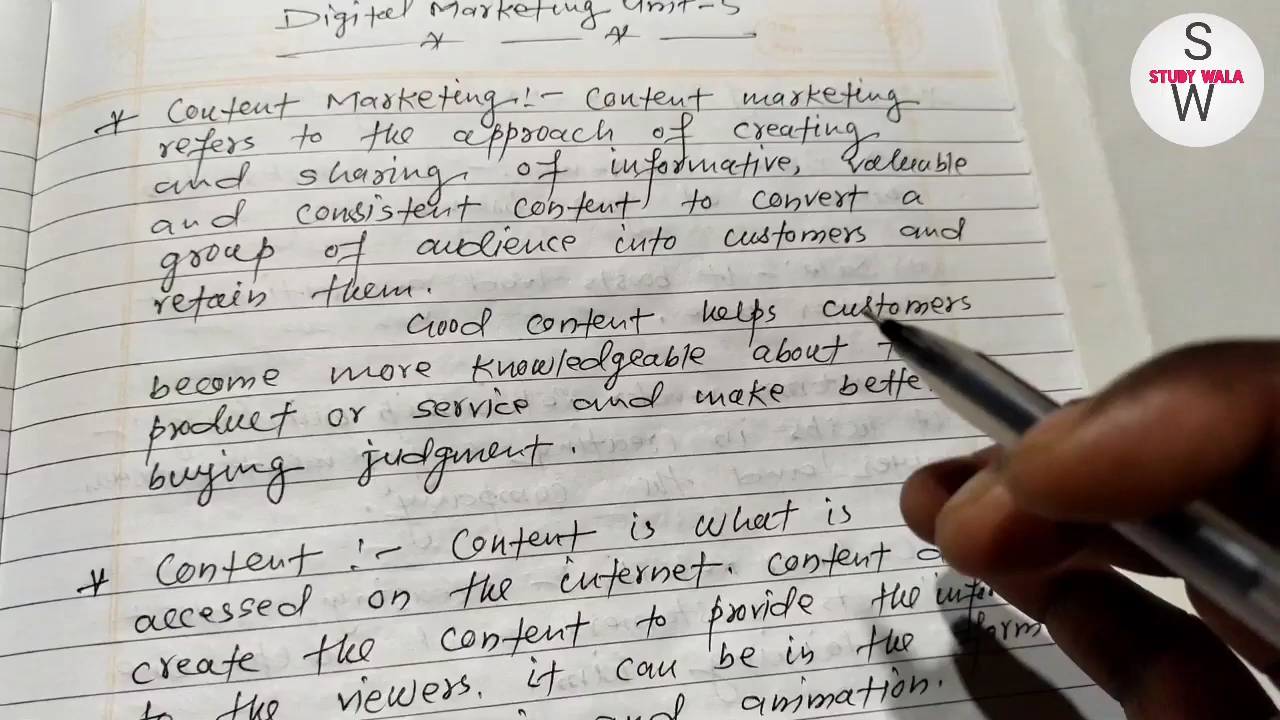 Digital Marketing Unit-5
* Content Marketing :- Content marketing
refers to the approach of creating
and sharing of informative, valuable
and consistent content to convert a
group of audience into customers and
retain them.
Good content helps customers
become more knowledgeable about
product or service and make
buying judgment.
* Content :- Content is what is
accessed on the internet. Content
create the content to provide the
to the viewers. it can be in the form
and animation.
S
STUDY WALA
W